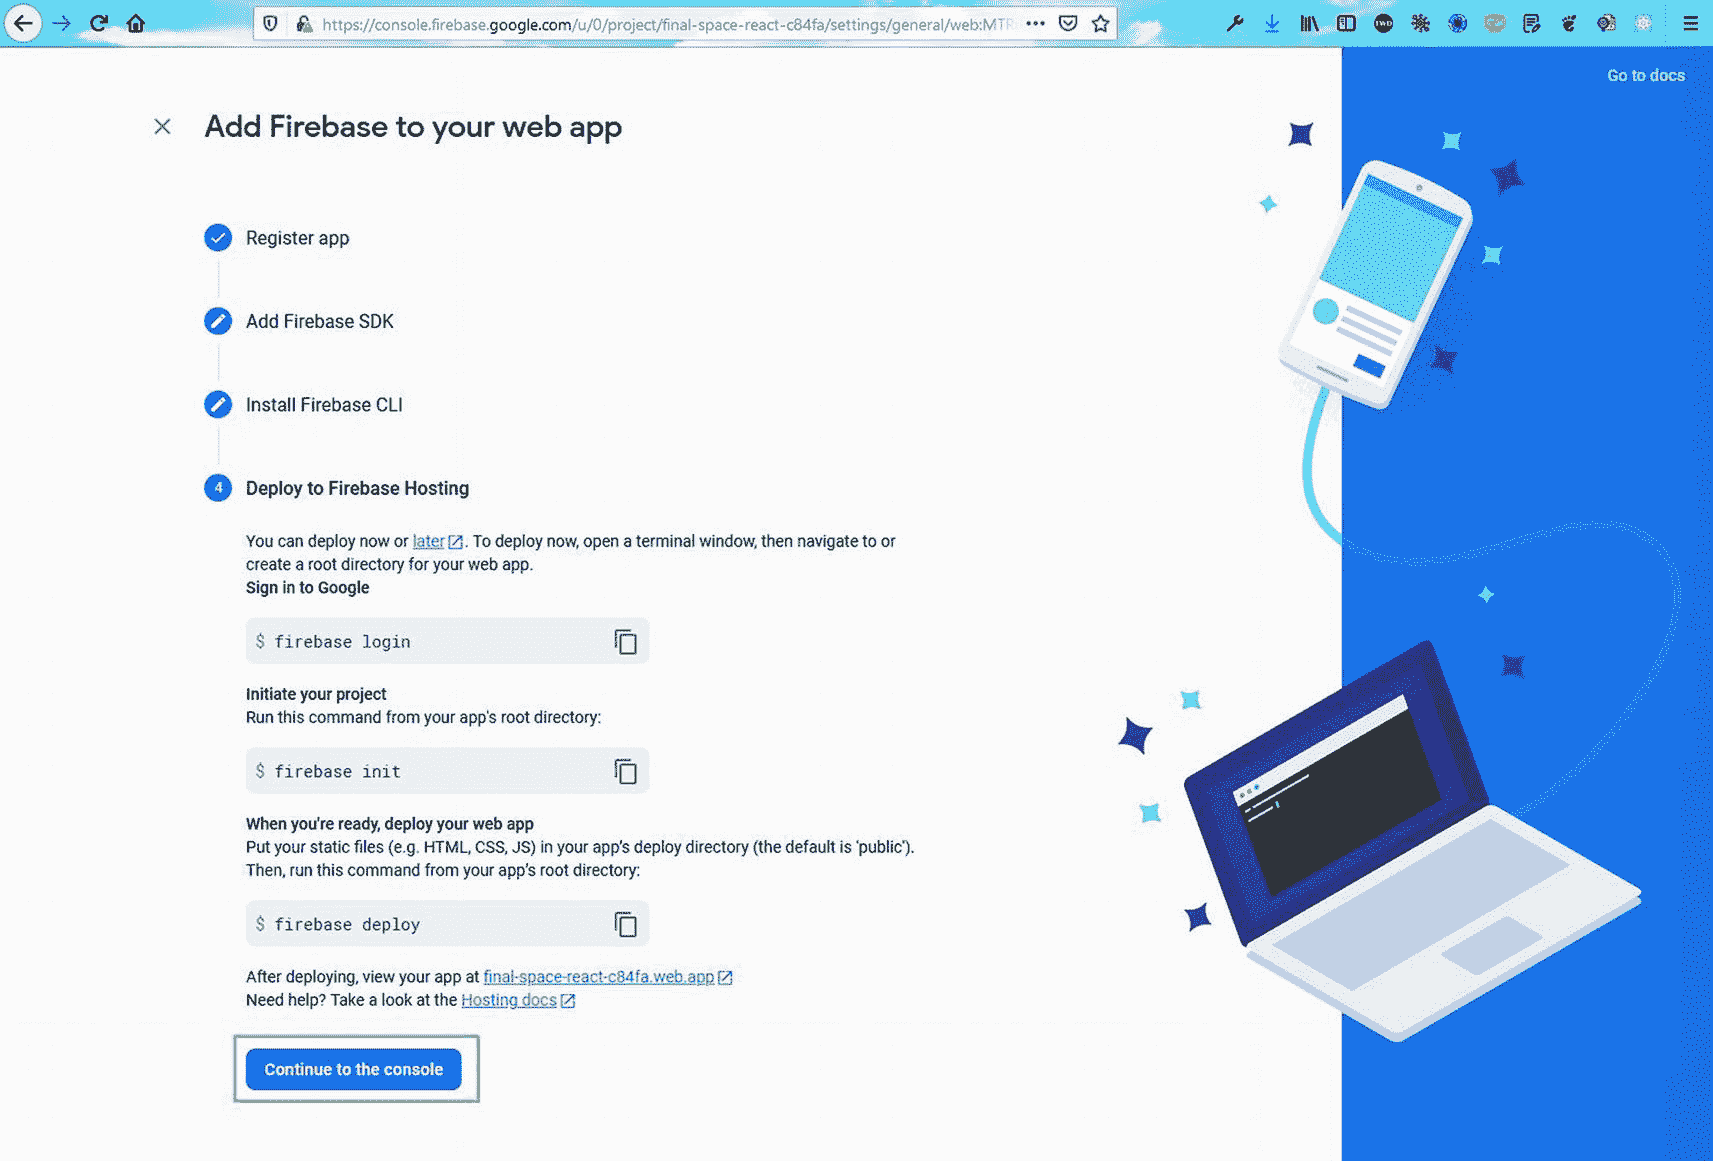 https://console.firebase.google.com/u/0/project/final-space-react-c84fa/settings/general/web:MTR
Go to docs
Add Firebase to your web app
Register app
Add Firebase SDK
Install Firebase CLI
4 Deploy to Firebase Hosting
You can deploy now or later. To deploy now, open a terminal window, then navigate to or
create a root directory for your web app.
Sign in to Google
$ firebase login
Initiate your project
Run this command from your app's root directory:
$ firebase init
When you're ready, deploy your web app
Put your static files (e.g. HTML, CSS, JS) in your app’s deploy directory (the default is 'public').
Then, run this command from your app’s root directory:
$ firebase deploy
After deploying, view your app at final-space-react-c84fa.web.app
Need help? Take a look at the Hosting docs
Continue to the console